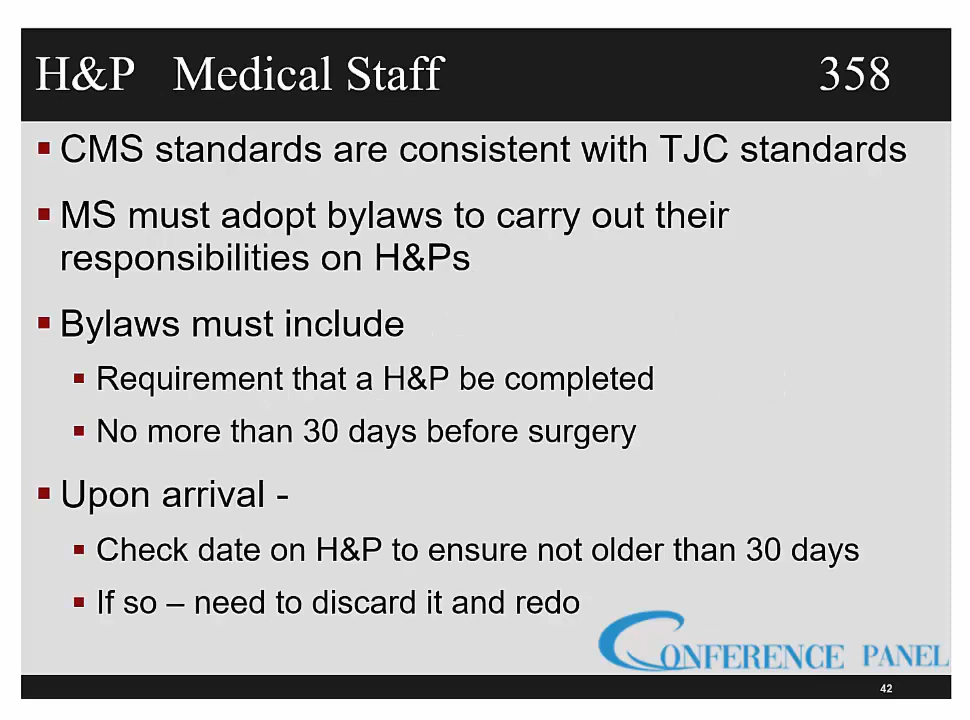 H&P Medical Staff 358
▪ CMS standards are consistent with TJC standards
▪ MS must adopt bylaws to carry out their
responsibilities on H&Ps
▪ Bylaws must include
▪ Requirement that a H&P be completed
▪ No more than 30 days before surgery
▪ Upon arrival -
▪ Check date on H&P to ensure not older than 30 days
▪ If so – need to discard it and redo
CONFERENCE PANEL
42